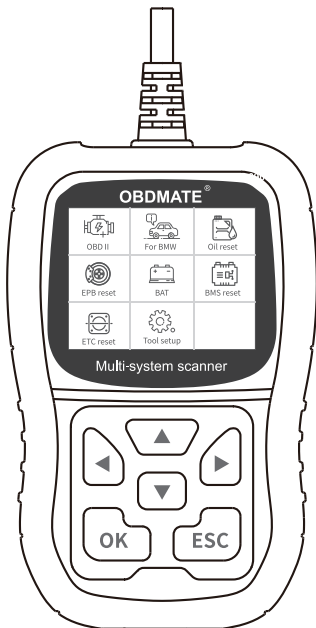 OBDMATE®
OBD II For BMW Oil reset
EPB reset BAT BMS reset
ETC reset Tool setup
Multi-system scanner
OK ESC